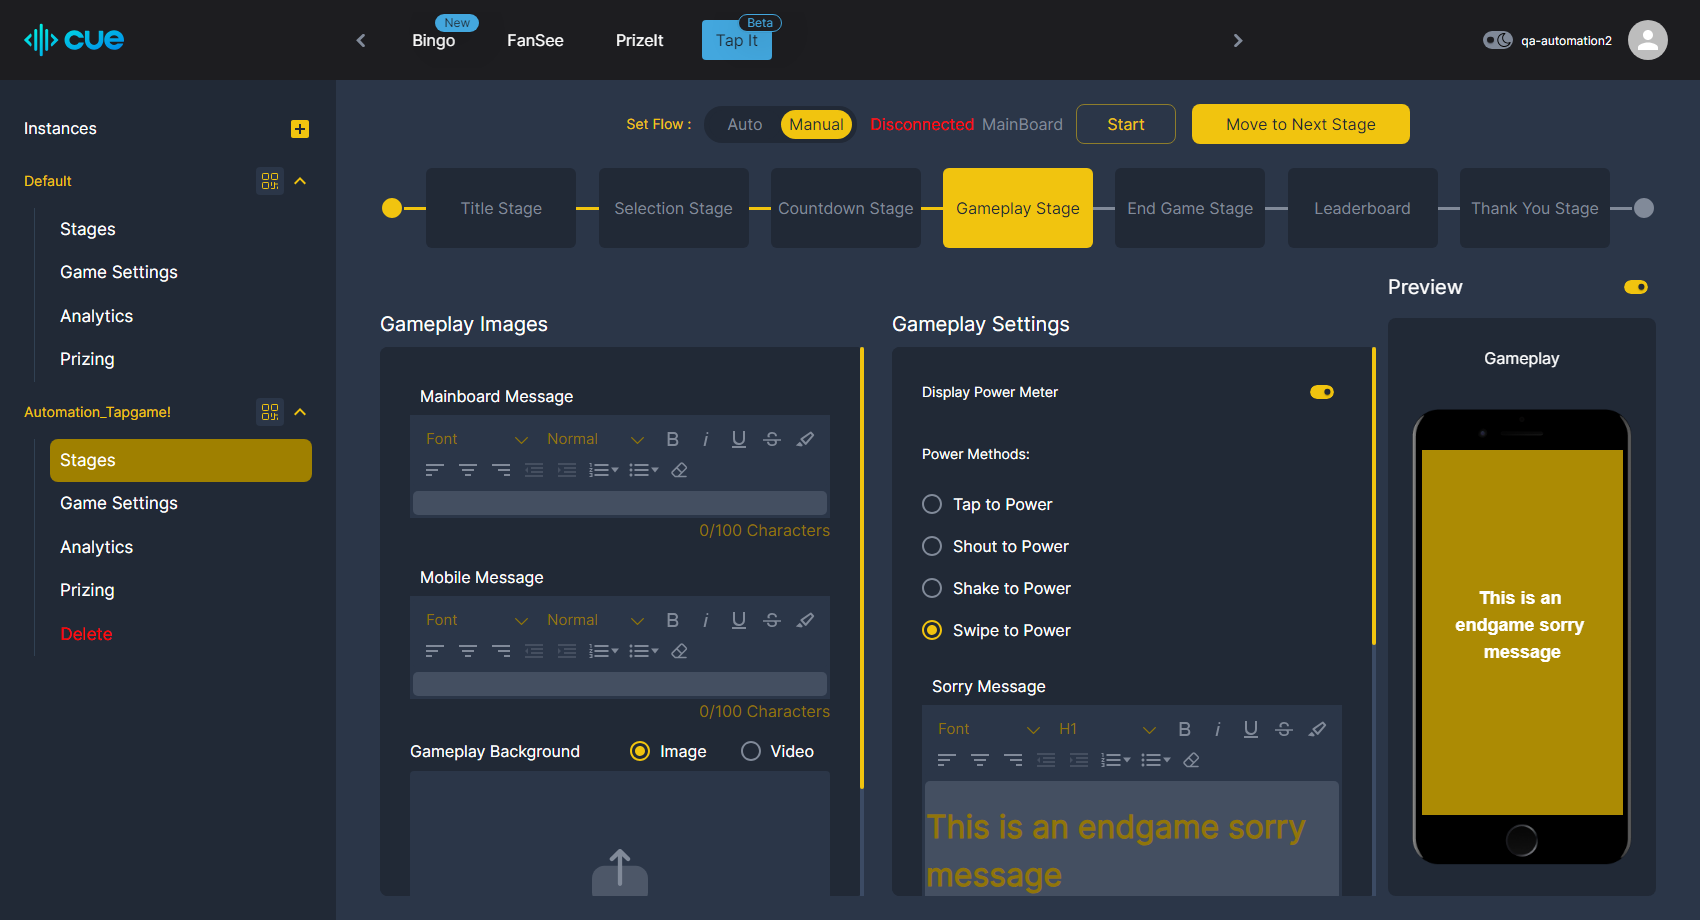 cue
Bingo
New
FanSee
PrizeIt
Tap It
Beta
qa-automation2
Instances
Default
Stages
Game Settings
Analytics
Prizing
Automation_Tapgame!
Stages
Game Settings
Analytics
Prizing
Delete
Set Flow :
Auto
Manual
Disconnected MainBoard
Start
Move to Next Stage
Title Stage
Selection Stage
Countdown Stage
Gameplay Stage
End Game Stage
Leaderboard
Thank You Stage
Gameplay Images
Mainboard Message
Font
Normal
B
i
U
S
0/100 Characters
Mobile Message
Font
Normal
B
i
U
S
0/100 Characters
Gameplay Background
Image
Video
Gameplay Settings
Display Power Meter
Power Methods:
Tap to Power
Shout to Power
Shake to Power
Swipe to Power
Sorry Message
Font
H1
B
i
U
S
This is an endgame sorry
message
Preview
Gameplay
This is an
endgame sorry
message